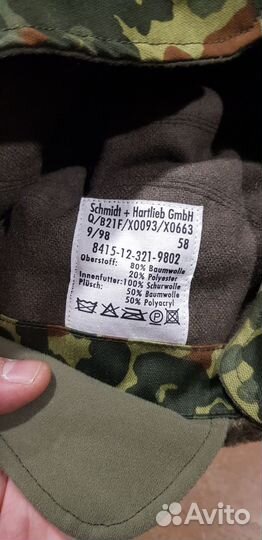 Schmidt + Hartlieb GmbH
Q/B21F/X0093/X0663
9/98 58
8415-12-321-9802
Oberstoff: 80% Baumwolle
20% Polyester
Innenfutter: 100% Schurwolle
Plüsch: 50% Baumwolle
50% Polyacryl
P
Avito